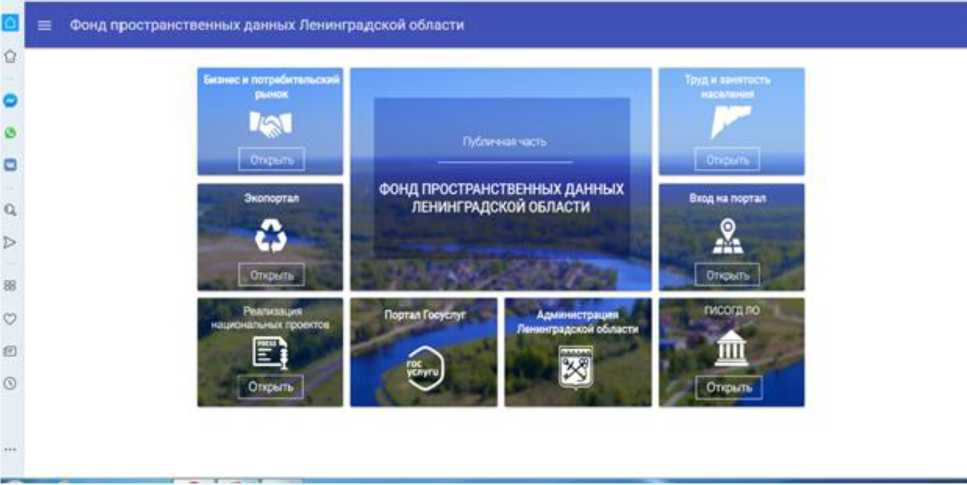 Фонд пространственных данных Ленинградской области
Бизнес и потребительский
рынок
Открыть
Публичная часть
ФОНД ПРОСТРАНСТВЕННЫХ ДАННЫХ
ЛЕНИНГРАДСКОЙ ОБЛАСТИ
Труд и занятость
населения
Открыть
Экопортал
Открыть
Вход на портал
Открыть
Реализация
национальных проектов
PRESS
Открыть
Портал Госуслуг
гос
услуги
Администрация
Ленинградской области
ГИСОГД ЛО
Открыть